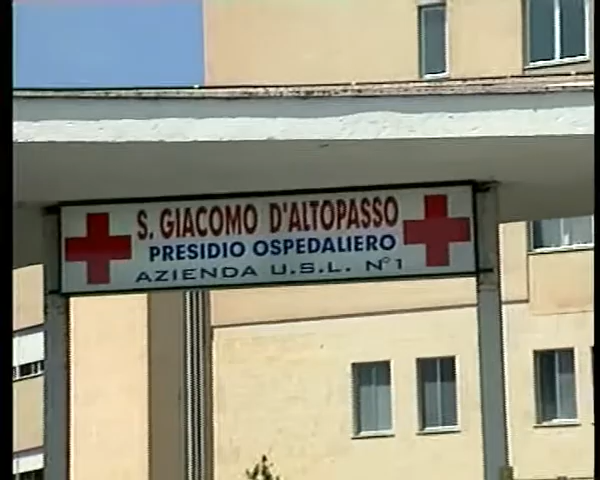 S. GIACOMO D'ALTOPASSO
PRESIDIO OSPEDALIERO
AZIENDA U.S.L. N°1